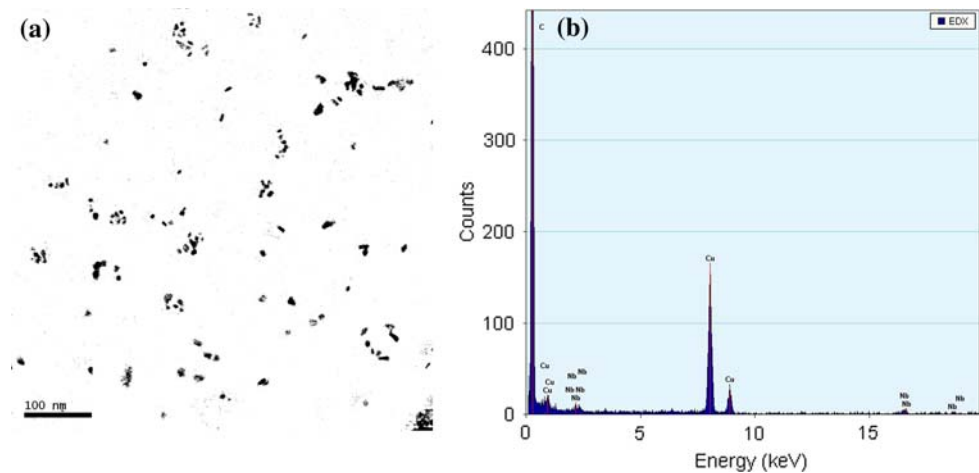 (a)
100 nm
(b)
EDX
C
400
300
200
100
0
Counts
Cu
Cu
Cu
Cu
Cu
Nb
Nb
Nb
Nb
Nb
Nb
Nb
Nb
Nb
0
5
10
15
Energy (keV)